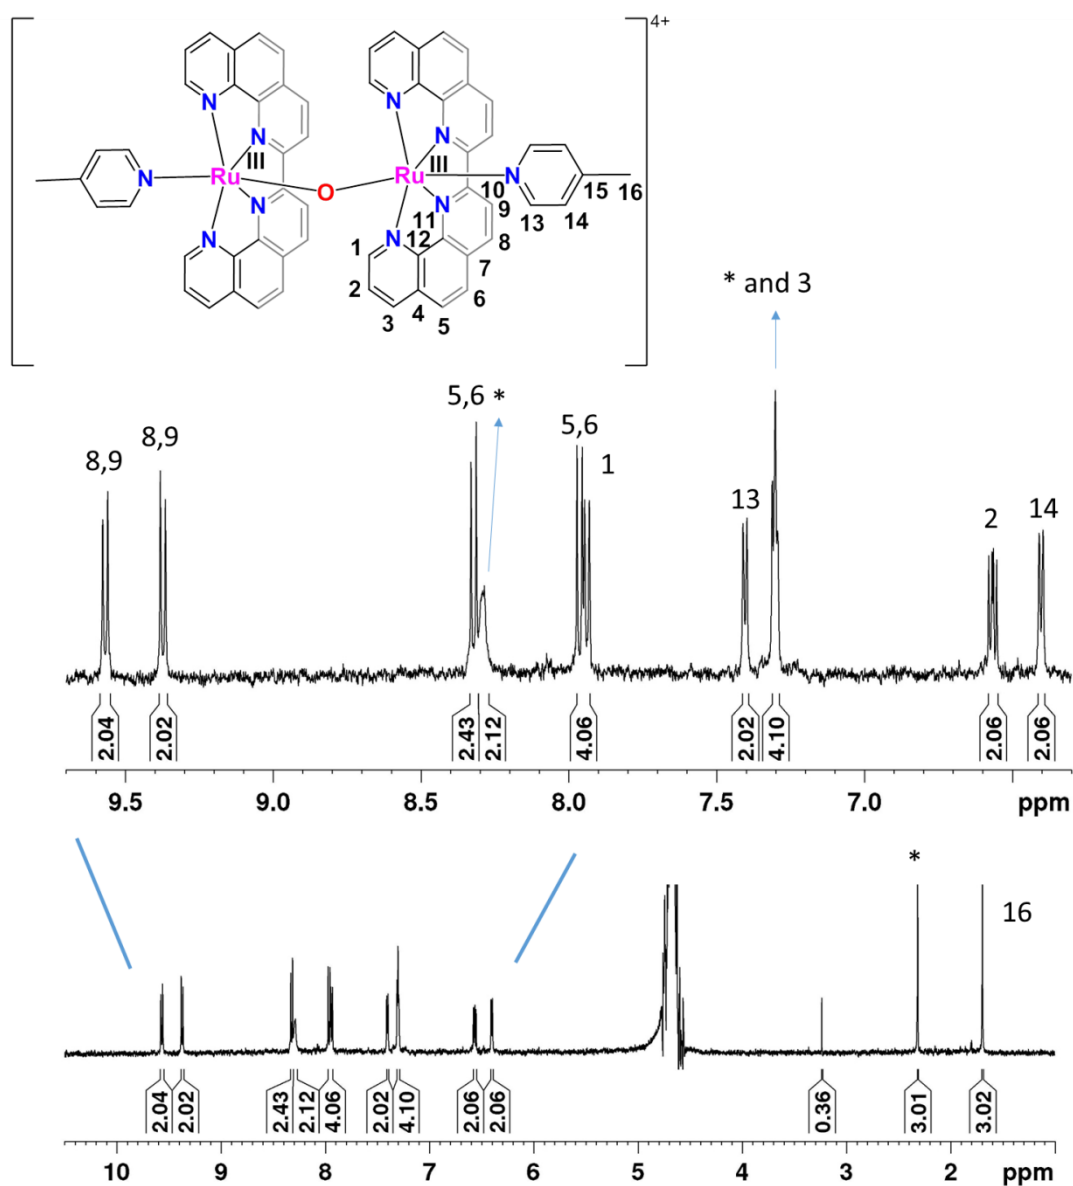 4+
N N
N N
III III
N Ru Ru N
O
N N
N N
10 15 16
11 9 13 14
12 8
1 7
2 6
3 4 5
* and 3
5,6 *
8,9 8,9 5,6
1
13 2 14
2.04 2.02 2.43 2.12 4.06 2.02 4.10 2.06 2.06
9.5 9.0 8.5 8.0 7.5 7.0 ppm
*
16
2.04 2.02 2.43 2.12 4.06 2.02 4.10 2.06 2.06 0.36 3.01 3.02
10 9 8 7 6 5 4 3 2 ppm